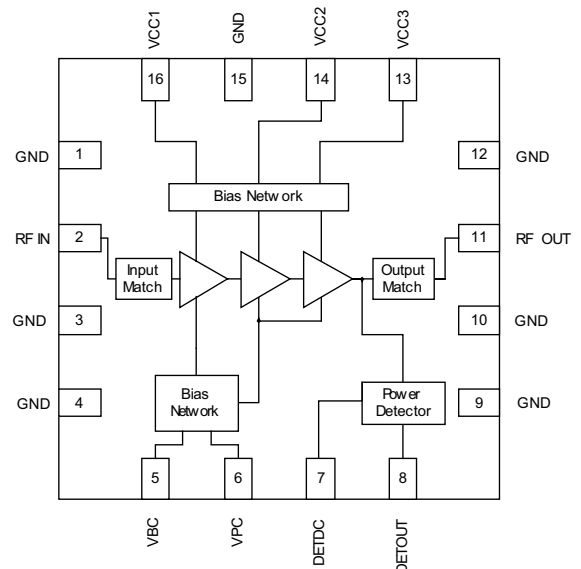 VCC1
GND
VCC2
VCC3
16
15
14
13
GND
1
12
GND
Bias Network
RF IN
2
11
RF OUT
Input
Match
Output
Match
GND
3
10
GND
GND
4
Bias
Network
Power
Detector
9
GND
5
6
7
8
VBC
VPC
DETDC
DETOUT